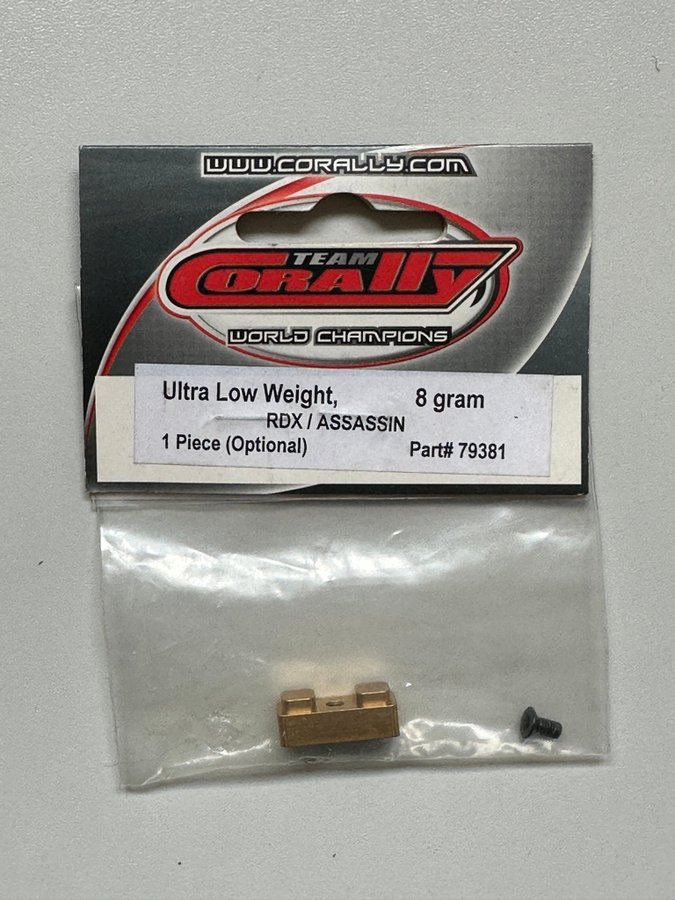 WWW.CORALLY.COM
TEAM
CORALLY
WORLD CHAMPIONS
Ultra Low Weight, 8 gram
RDX / ASSASSIN
1 Piece (Optional) Part# 79381